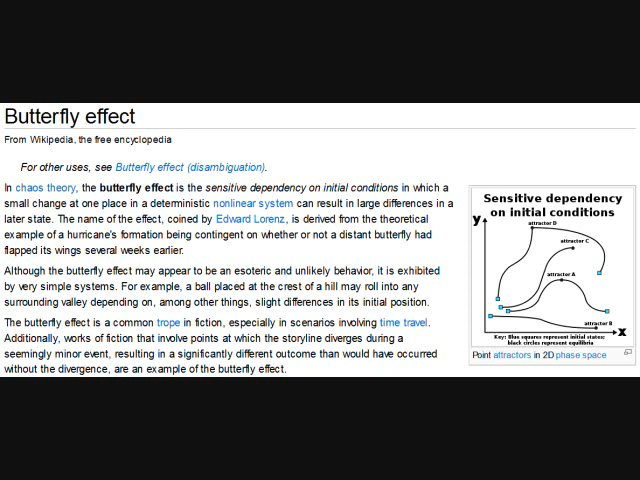 Butterfly effect
From Wikipedia, the free encyclopedia
For other uses, see Butterfly effect (disambiguation).
In chaos theory, the butterfly effect is the sensitive dependency on initial conditions in which a
small change at one place in a deterministic nonlinear system can result in large differences in a
later state. The name of the effect, coined by Edward Lorenz, is derived from the theoretical
example of a hurricane's formation being contingent on whether or not a distant butterfly had
flapped its wings several weeks earlier.
Although the butterfly effect may appear to be an esoteric and unlikely behavior, it is exhibited
by very simple systems. For example, a ball placed at the crest of a hill may roll into any
surrounding valley depending on, among other things, slight differences in its initial position.
The butterfly effect is a common trope in fiction, especially in scenarios involving time travel.
Additionally, works of fiction that involve points at which the storyline diverges during a
seemingly minor event, resulting in a significantly different outcome than would have occurred
without the divergence, are an example of the butterfly effect.
Sensitive dependency
on initial conditions
y
attractor D
attractor C
attractor A
attractor B
x
Key: Blue squares represent initial states;
black circles represent equilibria
Point attractors in 2D phase space